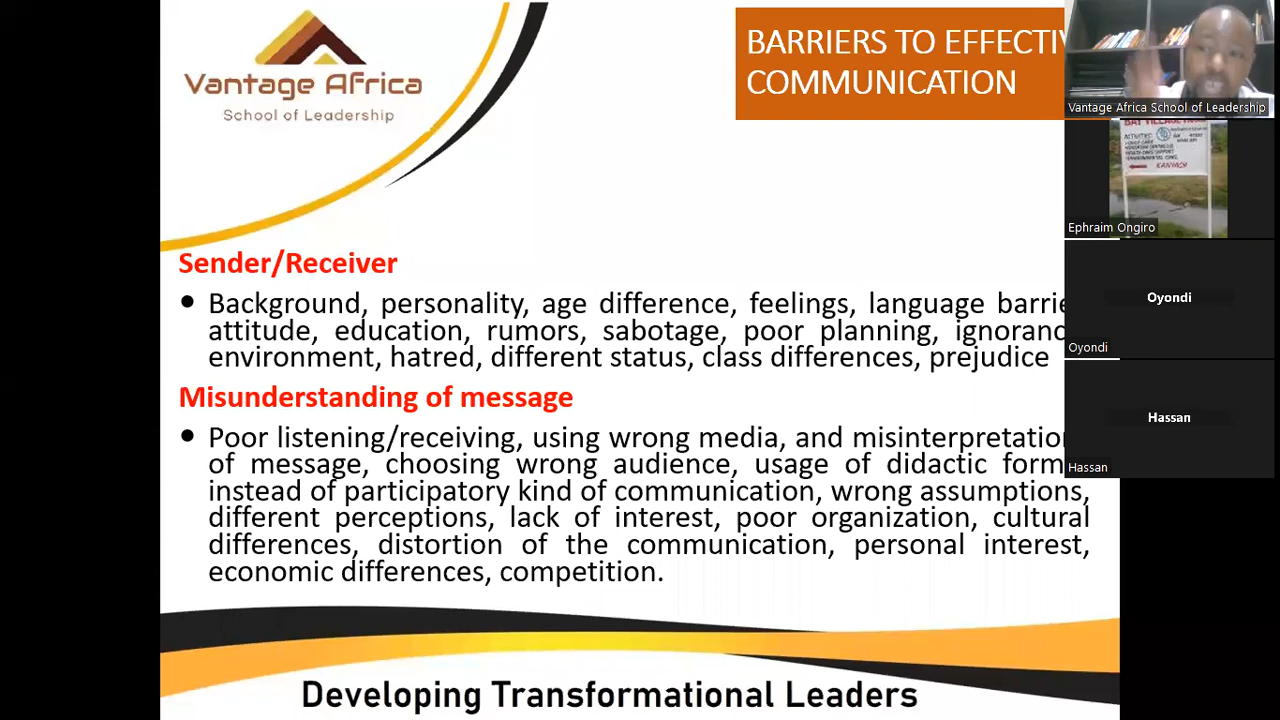 Vantage Africa
School of Leadership
BARRIERS TO EFFECTIV
COMMUNICATION
Sender/Receiver
• Background, personality, age difference, feelings, language barrie
attitude, education, rumors, sabotage, poor planning, ignoranc
environment, hatred, different status, class differences, prejudice
Misunderstanding of message
• Poor listening/receiving, using wrong media, and misinterpretation
of message, choosing wrong audience, usage of didactic form
instead of participatory kind of communication, wrong assumptions,
different perceptions, lack of interest, poor organization, cultural
differences, distortion of the communication, personal interest,
economic differences, competition.
Developing Transformational Leaders
Vantage Africa School of Leadership
KANYACH
Ephraim Ongiro
Oyondi
Oyondi
Hassan
Hassan